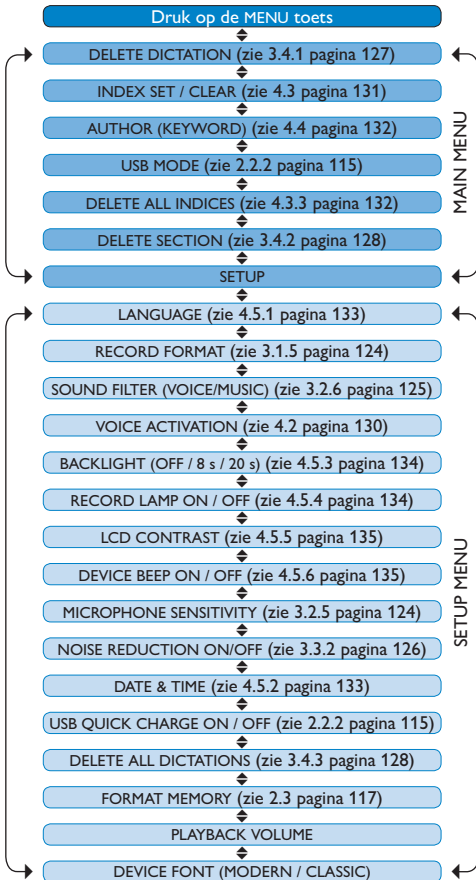 Druk op de MENU toets
DELETE DICTATION (zie 3.4.1 pagina 127)
INDEX SET / CLEAR (zie 4.3 pagina 131)
AUTHOR (KEYWORD) (zie 4.4 pagina 132)
USB MODE (zie 2.2.2 pagina 115)
DELETE ALL INDICES (zie 4.3.3 pagina 132)
DELETE SECTION (zie 3.4.2 pagina 128)
SETUP
MAIN MENU
LANGUAGE (zie 4.5.1 pagina 133)
RECORD FORMAT (zie 3.1.5 pagina 124)
SOUND FILTER (VOICE/MUSIC) (zie 3.2.6 pagina 125)
VOICE ACTIVATION (zie 4.2 pagina 130)
BACKLIGHT (OFF / 8 s / 20 s) (zie 4.5.3 pagina 134)
RECORD LAMP ON / OFF (zie 4.5.4 pagina 134)
LCD CONTRAST (zie 4.5.5 pagina 135)
DEVICE BEEP ON / OFF (zie 4.5.6 pagina 135)
MICROPHONE SENSITIVITY (zie 3.2.5 pagina 124)
NOISE REDUCTION ON/OFF (zie 3.3.2 pagina 126)
DATE & TIME (zie 4.5.2 pagina 133)
USB QUICK CHARGE ON / OFF (zie 2.2.2 pagina 115)
DELETE ALL DICTATIONS (zie 3.4.3 pagina 128)
FORMAT MEMORY (zie 2.3 pagina 117)
PLAYBACK VOLUME
DEVICE FONT (MODERN / CLASSIC)
SETUP MENU